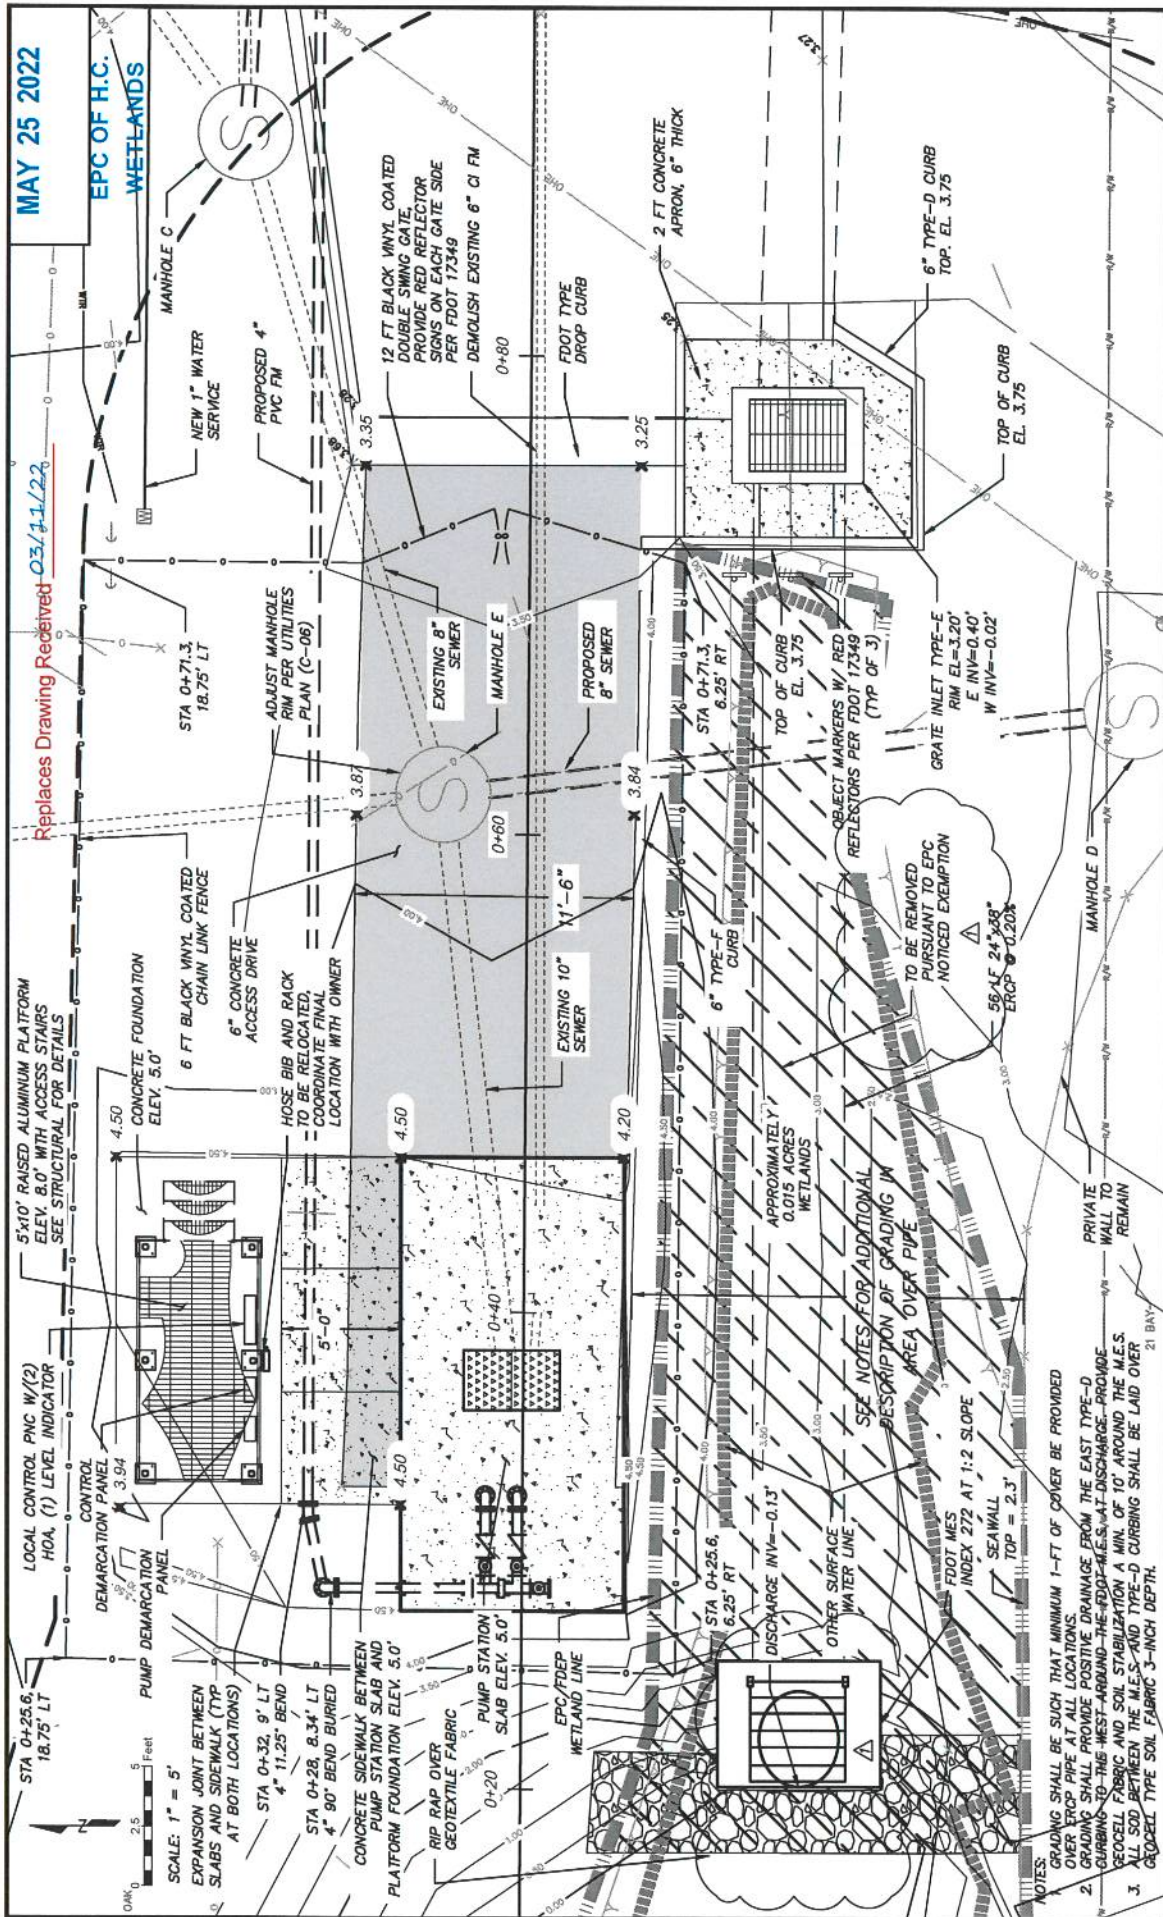 MAY 25 2022
EPC OF H.C.
WETLANDS
Replaces Drawing Received 03/11/22
STA 0+25.6,
18.75' LT
LOCAL CONTROL PNC W/(2)
HOA, (1) LEVEL INDICATOR
5'x10' RAISED ALUMINUM PLATFORM
ELEV. 8.0' WITH ACCESS STAIRS
SEE STRUCTURAL FOR DETAILS
CONTROL
DEMARCATION PANEL
3.94
4.50
CONCRETE FOUNDATION
ELEV. 5.0'
6 FT BLACK VINYL COATED
CHAIN LINK FENCE
STA 0+71.3,
18.75' LT
NEW 1" WATER
SERVICE
W
MANHOLE C
S
PROPOSED 4"
PVC FM
OAK
0
2.5
5
Feet
SCALE: 1" = 5'
PUMP DEMARCATION
PANEL
EXPANSION JOINT BETWEEN
SLABS AND SIDEWALK (TYP
AT BOTH LOCATIONS)
STA 0+32, 9' LT
4" 11.25° BEND
STA 0+28, 8.34' LT
4" 90° BEND BURIED
CONCRETE SIDEWALK BETWEEN
PUMP STATION SLAB AND
PLATFORM FOUNDATION ELEV. 5.0'
RIP RAP OVER
GEOTEXTILE FABRIC
6" CONCRETE
ACCESS DRIVE
HOSE BIB AND RACK
TO BE RELOCATED,
COORDINATE FINAL
LOCATION WITH OWNER
ADJUST MANHOLE
RIM PER UTILITIES
PLAN (C-06)
EXISTING 8"
SEWER
MANHOLE E
S
PROPOSED
8" SEWER
EXISTING 10"
SEWER
11'-6"
5'-0"
4.50
4.50
4.20
3.87
3.84
3.35
3.25
12 FT BLACK VINYL COATED
DOUBLE SWING GATE,
PROVIDE RED REFLECTOR
SIGNS ON EACH GATE SIDE
PER FDOT 17349
DEMOLISH EXISTING 6" CI FM
0+20
0+40
0+60
0+80
FDOT TYPE
DROP CURB
2 FT CONCRETE
APRON, 6" THICK
6" TYPE-D CURB
TOP. EL. 3.75
TOP OF CURB
EL. 3.75
PUMP STATION
SLAB ELEV. 5.0'
EPC/FDEP
WETLAND LINE
STA 0+25.6,
6.25' RT
DISCHARGE INV=-0.13'
OTHER SURFACE
WATER LINE
FDOT MES
INDEX 272 AT 1:2 SLOPE
SEAWALL
TOP = 2.3'
6" TYPE-F
CURB
APPROXIMATELY
0.015 ACRES
WETLANDS
SEE NOTES FOR ADDITIONAL
DESCRIPTION OF GRADING IN
AREA OVER PIPE
STA 0+71.3,
6.25' RT
TOP OF CURB
EL. 3.75
OBJECT MARKERS W/ RED
REFLECTORS PER FDOT 17349
(TYP OF 3)
GRATE INLET TYPE-E
RIM EL=3.20'
E INV=0.40'
W INV=-0.02'
TO BE REMOVED
PURSUANT TO EPC
NOTICED EXEMPTION
56 LF 24"x38"
ERCP @ 0.20%
MANHOLE D
S
PRIVATE
WALL TO
REMAIN
211 BAY
3.27
NOTES:
1. GRADING SHALL BE SUCH THAT MINIMUM 1-FT OF COVER BE PROVIDED
OVER ERCP PIPE AT ALL LOCATIONS.
2. GRADING SHALL PROVIDE POSITIVE DRAINAGE FROM THE EAST TYPE-D
CURBING TO THE WEST AROUND THE FDOT M.E.S. AT DISCHARGE. PROVIDE
GEOCELL FABRIC AND SOIL STABILIZATION A MIN. OF 10' AROUND THE M.E.S.
3. ALL SOD BETWEEN THE M.E.S. AND TYPE-D CURBING SHALL BE LAID OVER
GEOCELL TYPE SOIL FABRIC 3-INCH DEPTH.